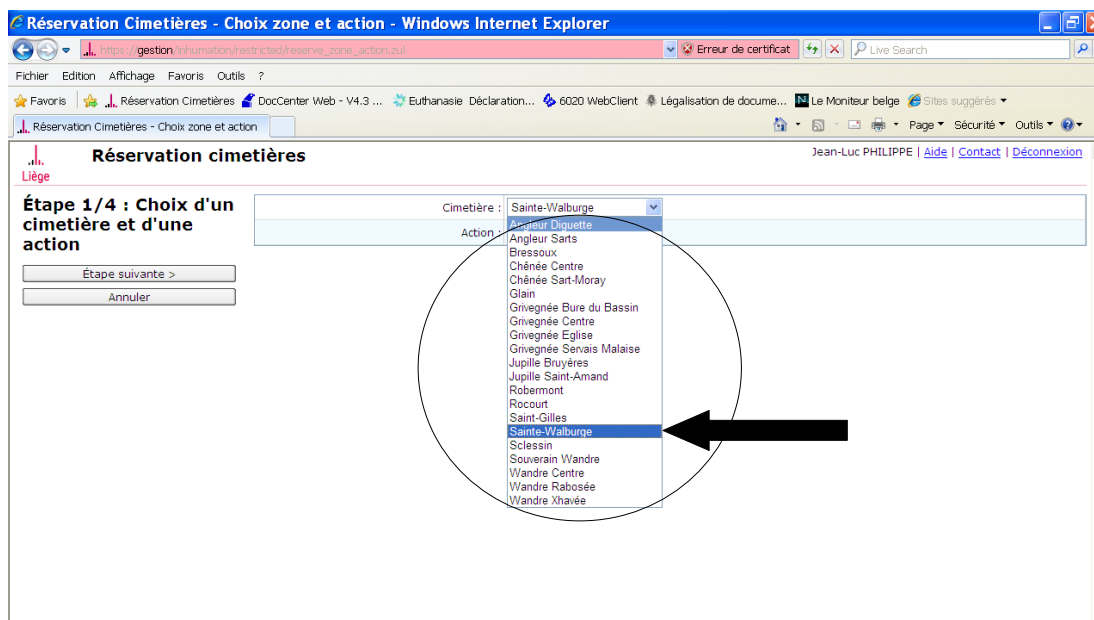 Réservation Cimetières - Choix zone et action - Windows Internet Explorer
https://gestion/inhumation/restricted/reserve_zone_action.zul
Erreur de certificat
Live Search
Fichier Edition Affichage Favoris Outils ?
Favoris Réservation Cimetières DocCenter Web - V4.3 ... Euthanasie Déclaration... 6020 WebClient Légalisation de docume... Le Moniteur belge Sites suggérés
Réservation Cimetières - Choix zone et action
Page Sécurité Outils
Liège
Réservation cimetières
Jean-Luc PHILIPPE | Aide | Contact | Déconnexion
Étape 1/4 : Choix d'un
cimetière et d'une
action
Étape suivante >
Annuler
Cimetière : Sainte-Walburge
Action :
Angleur Diguette
Angleur Sarts
Bressoux
Chênée Centre
Chênée Sart-Moray
Glain
Grivegnée Bure du Bassin
Grivegnée Centre
Grivegnée Eglise
Grivegnée Servais Malaise
Jupille Bruyères
Jupille Saint-Amand
Robermont
Rocourt
Saint-Gilles
Sainte-Walburge
Sclessin
Souverain Wandre
Wandre Centre
Wandre Rabosée
Wandre Xhavée